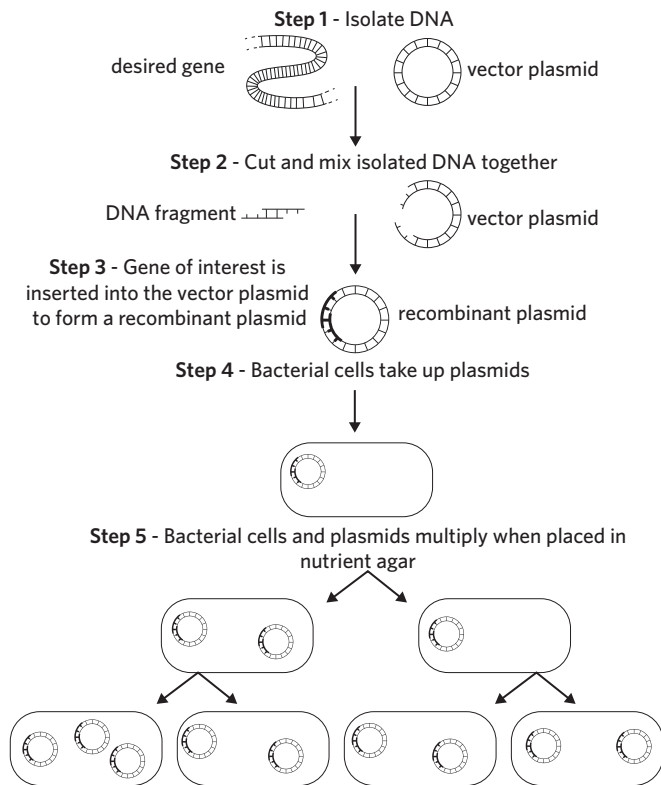 Step 1 - Isolate DNA
desired gene
vector plasmid
Step 2 - Cut and mix isolated DNA together
DNA fragment
vector plasmid
Step 3 - Gene of interest is
inserted into the vector plasmid
to form a recombinant plasmid
recombinant plasmid
Step 4 - Bacterial cells take up plasmids
Step 5 - Bacterial cells and plasmids multiply when placed in
nutrient agar